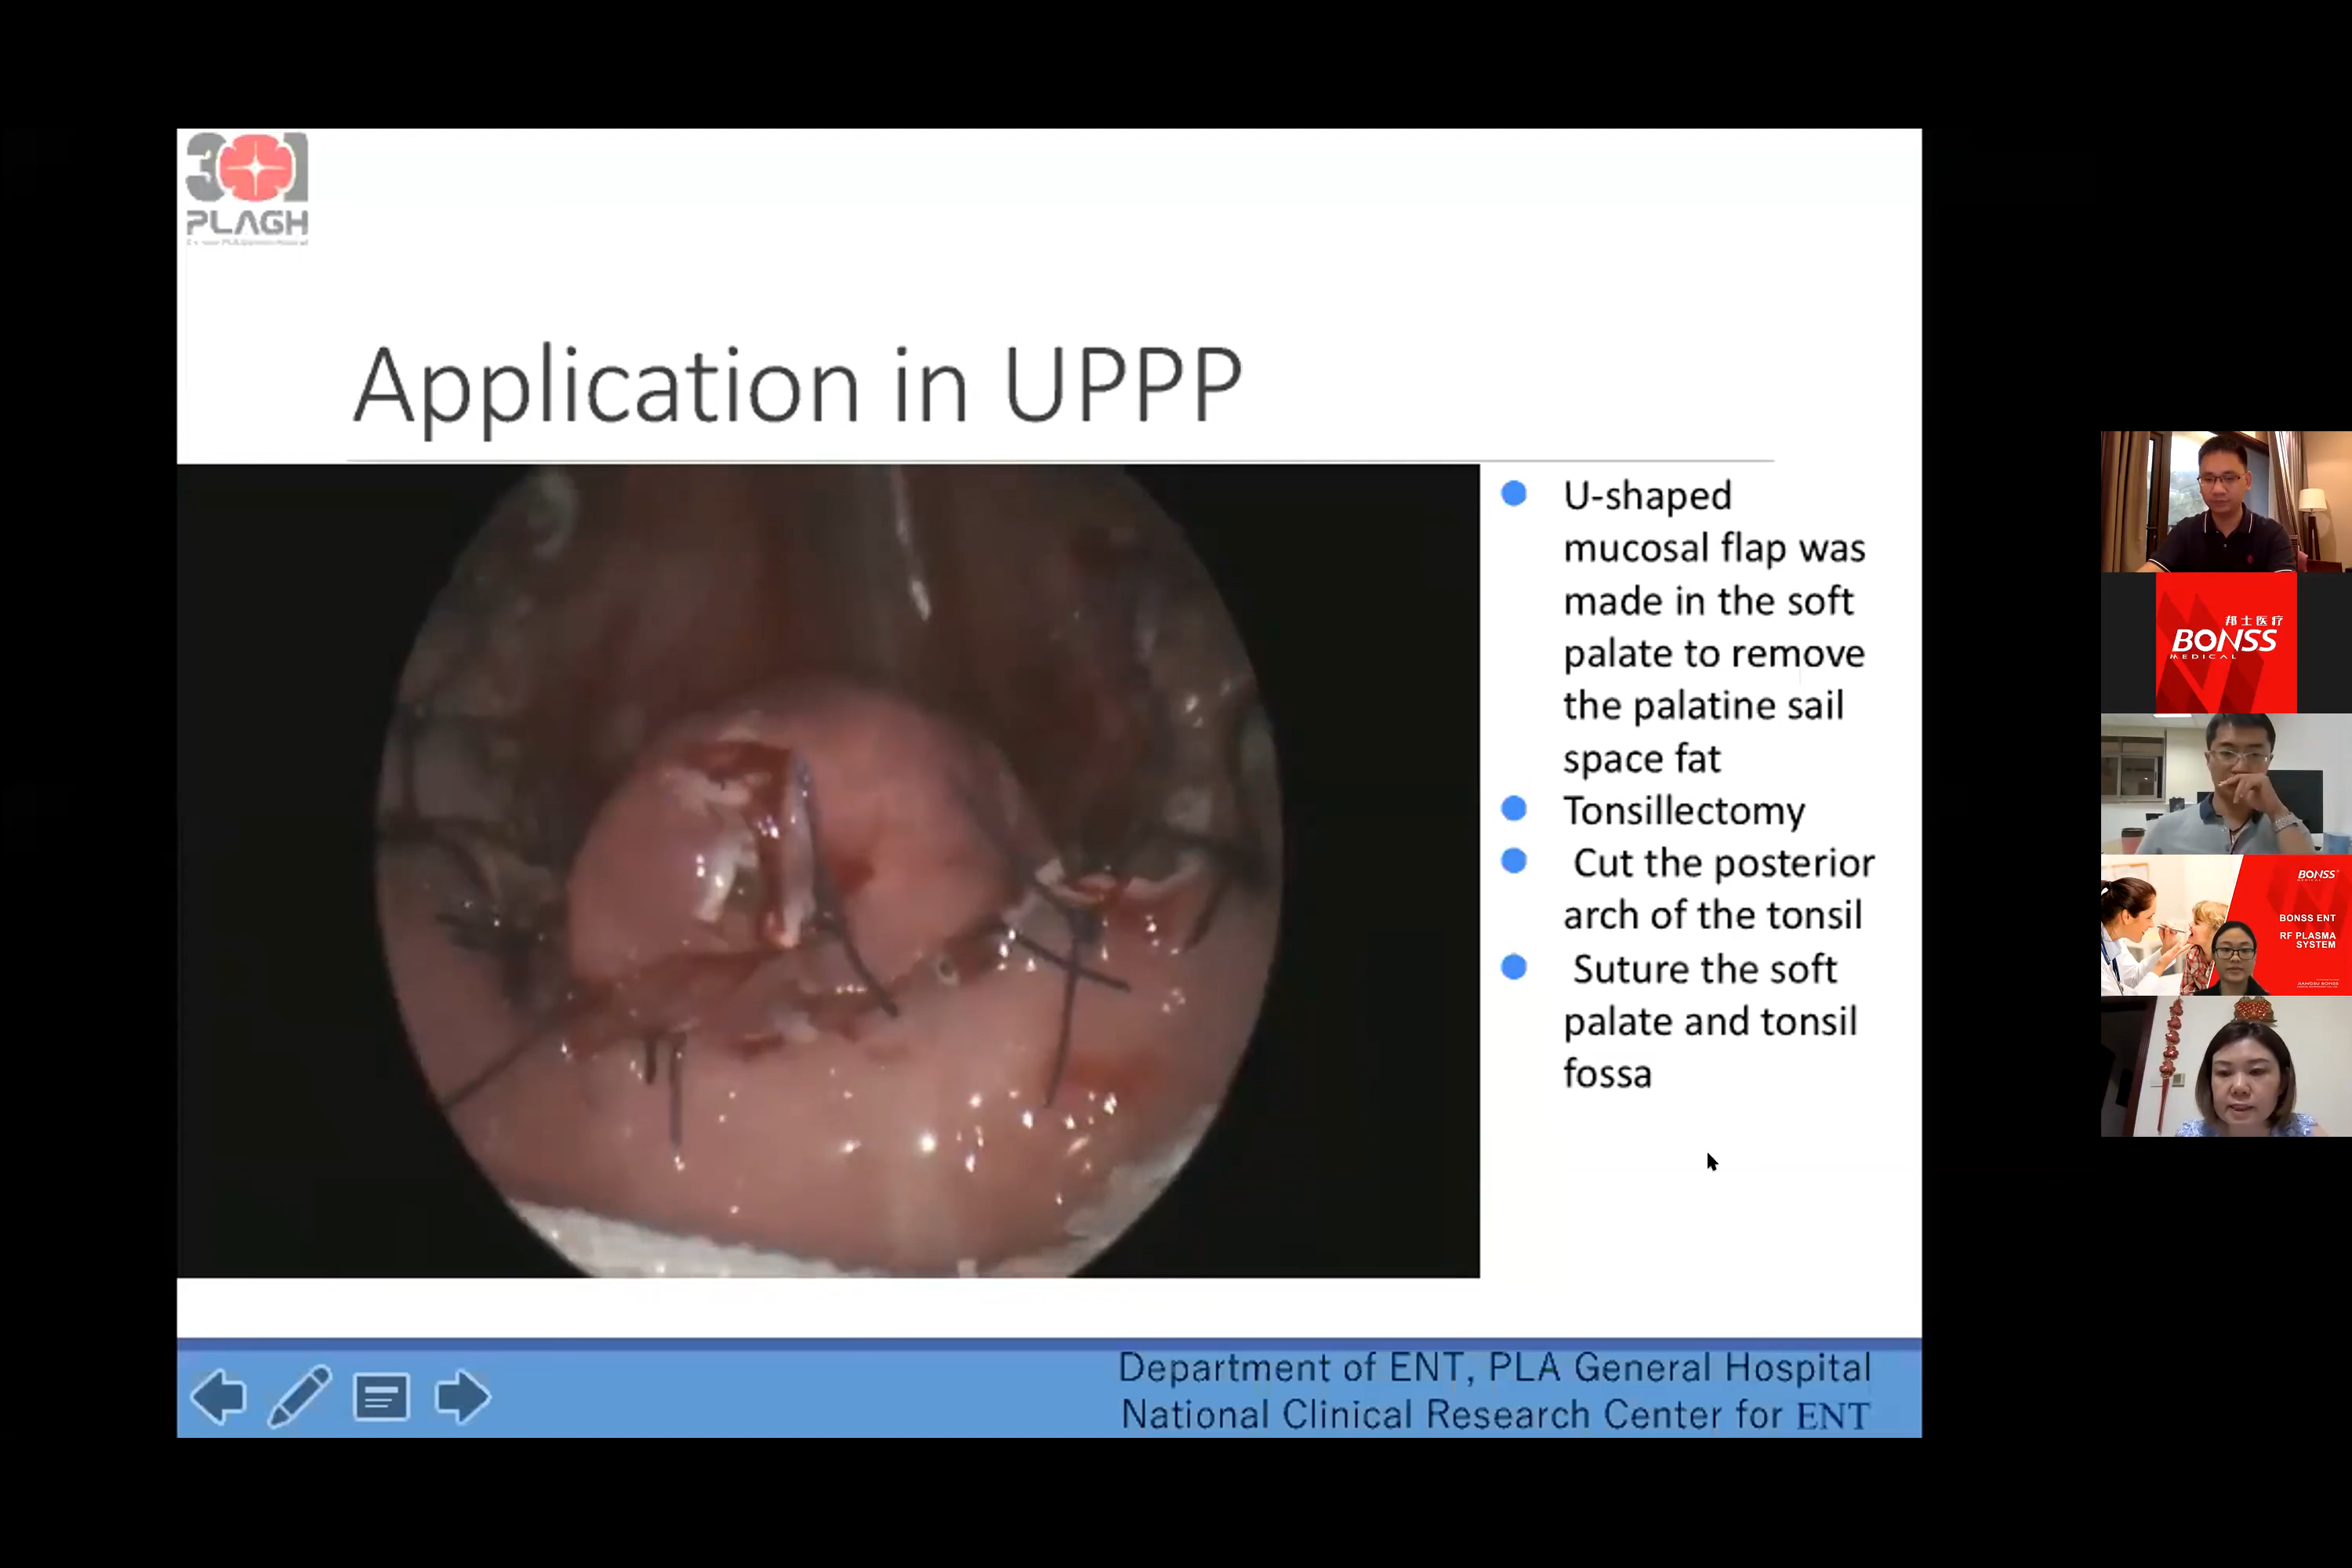 301
PLAGH
Application in UPPP
U-shaped
mucosal flap was
made in the soft
palate to remove
the palatine sail
space fat
Tonsillectomy
Cut the posterior
arch of the tonsil
Suture the soft
palate and tonsil
fossa
Department of ENT, PLA General Hospital
National Clinical Research Center for ENT
邦士医疗
BONSS
MEDICAL
BONSS
BONSS ENT
RF PLASMA
SYSTEM
JIANGSU BONSS